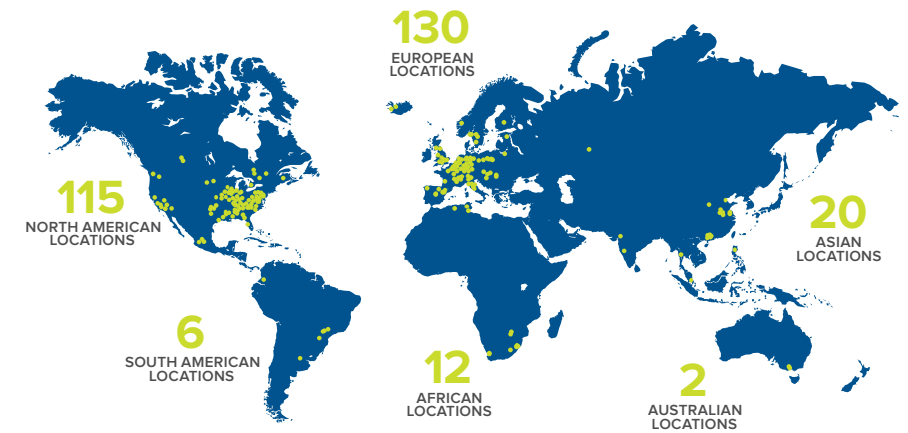 130
EUROPEAN
LOCATIONS
115
NORTH AMERICAN
LOCATIONS
20
ASIAN
LOCATIONS
6
SOUTH AMERICAN
LOCATIONS
12
AFRICAN
LOCATIONS
2
AUSTRALIAN
LOCATIONS